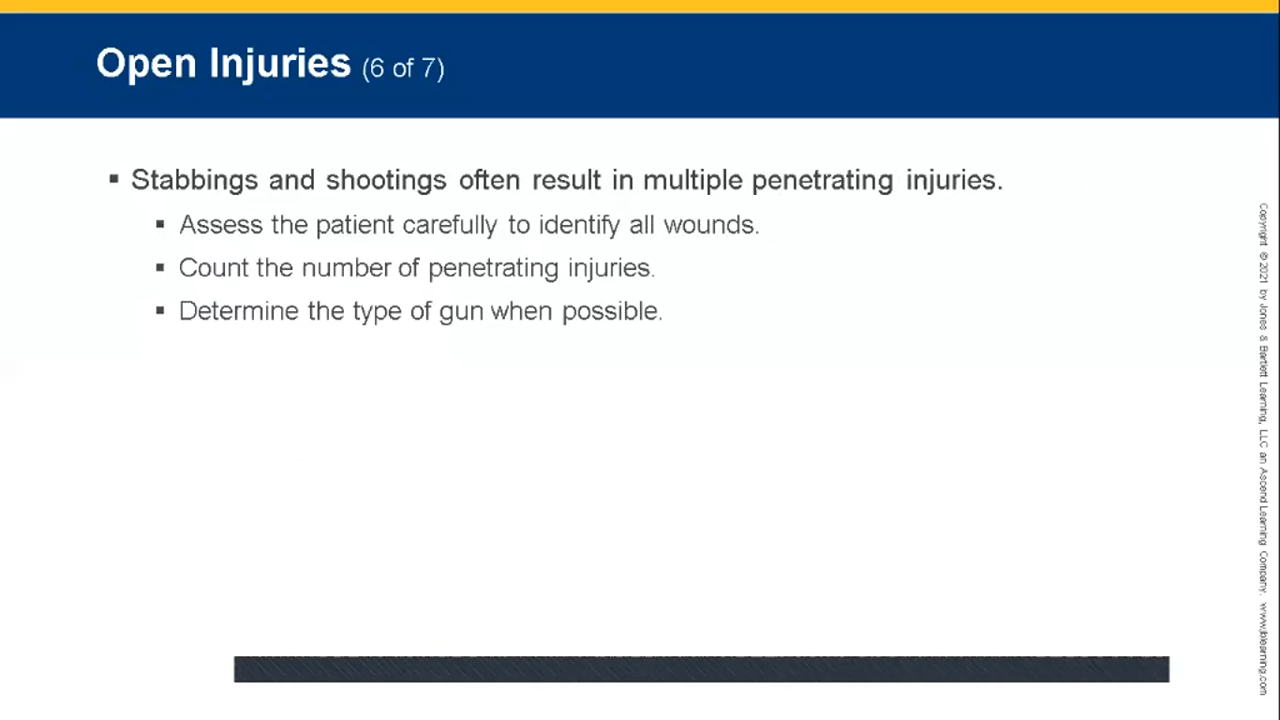 Open Injuries (6 of 7)
▪ Stabbings and shootings often result in multiple penetrating injuries.
▪ Assess the patient carefully to identify all wounds.
▪ Count the number of penetrating injuries.
▪ Determine the type of gun when possible.
Copyright © 2021 by Jones & Bartlett Learning, LLC an Ascend Learning Company. www.jblearning.com